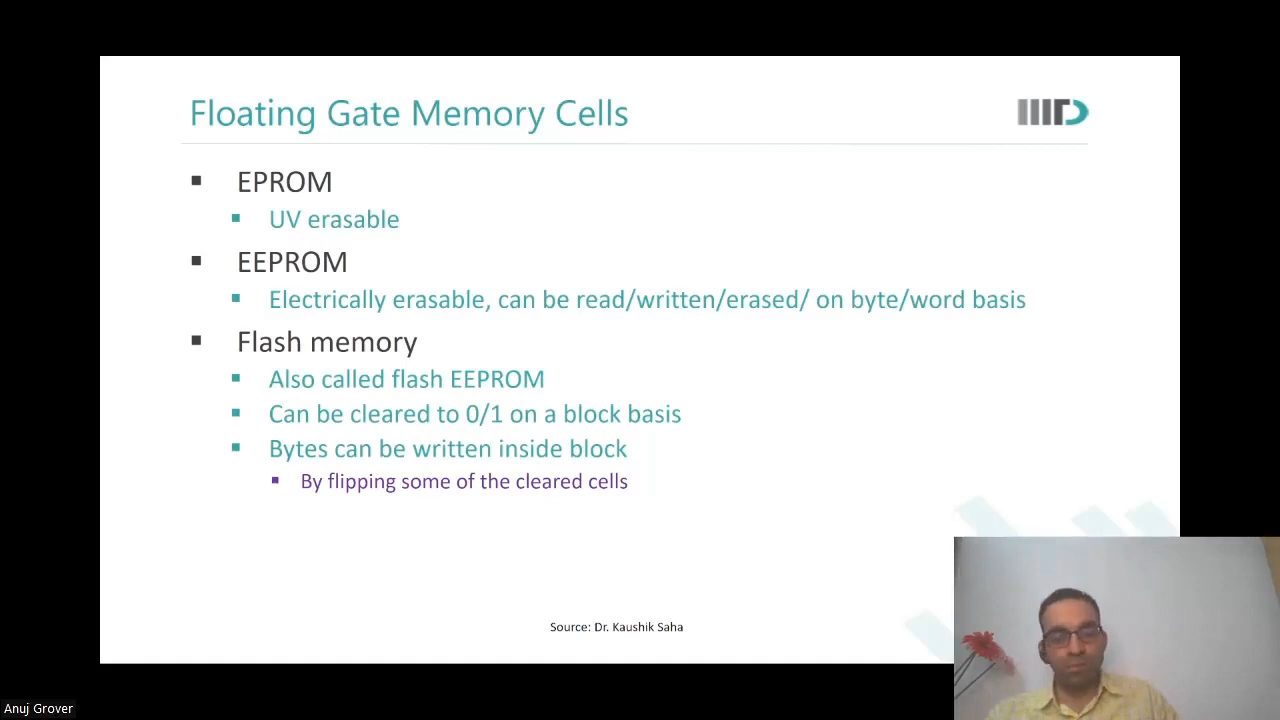 Floating Gate Memory Cells
IIITD
EPROM
UV erasable
EEPROM
Electrically erasable, can be read/written/erased/ on byte/word basis
Flash memory
Also called flash EEPROM
Can be cleared to 0/1 on a block basis
Bytes can be written inside block
By flipping some of the cleared cells
Source: Dr. Kaushik Saha
Anuj Grover